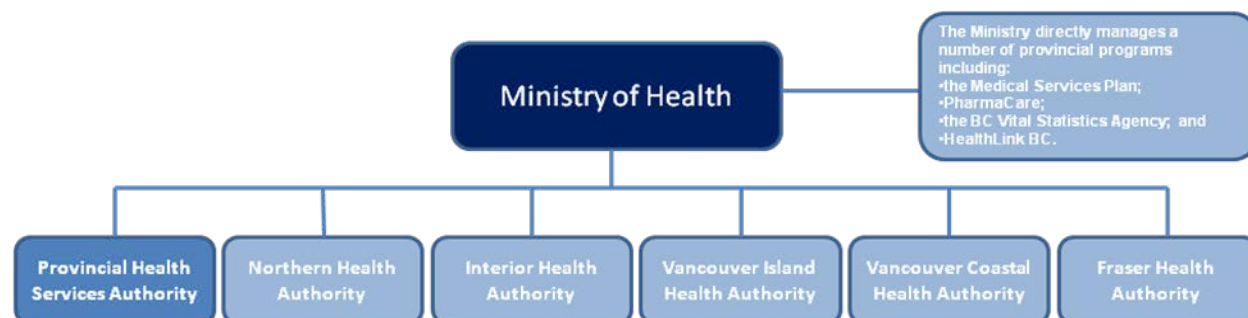 The Ministry directly manages a
number of provincial programs
including:
•the Medical Services Plan;
•PharmaCare;
•the BC Vital Statistics Agency; and
•HealthLink BC.
Ministry of Health
Provincial Health
Services Authority
Northern Health
Authority
Interior Health
Authority
Vancouver Island
Health Authority
Vancouver Coastal
Health Authority
Fraser Health
Authority